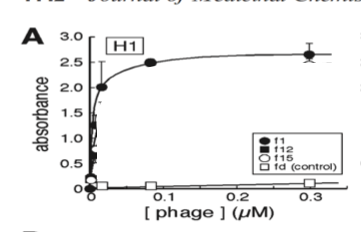 Journal of Medicinal Chemis
A
H1
3.0
2.5
2.0
1.5
1.0
0.5
0
absorbance
f1
f12
f15
fd (control)
0 0.1 0.2 0.3
[ phage ] (μM)